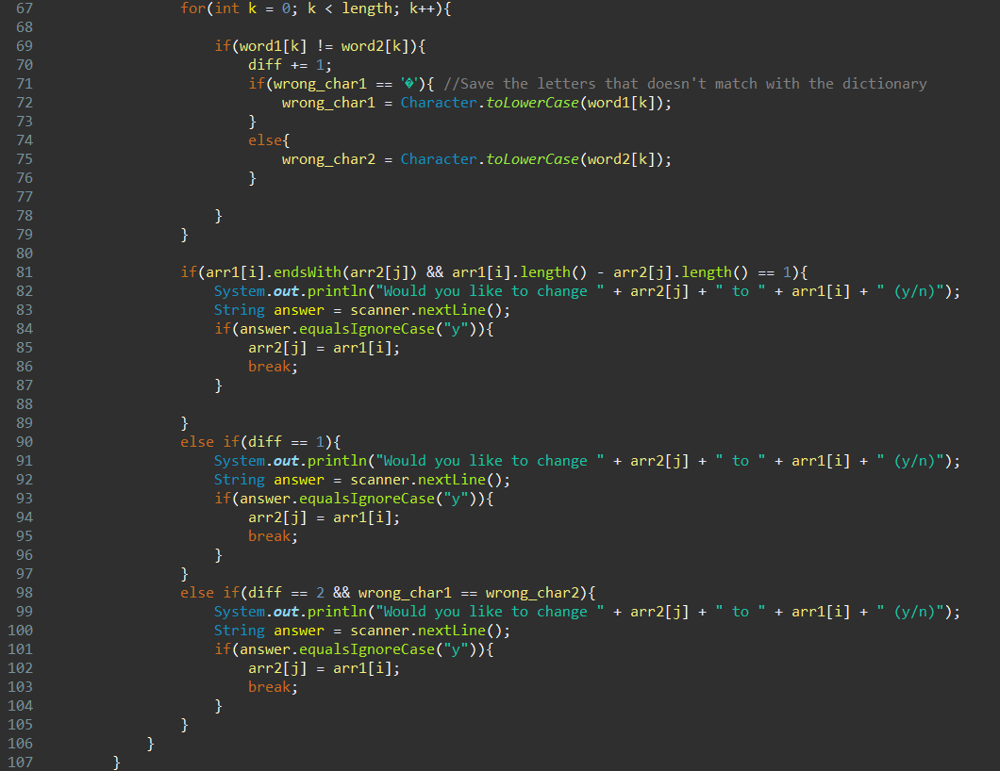 67 for(int k = 0; k < length; k++){
68
69 if(word1[k] != word2[k]){
70 diff += 1;
71 if(wrong_char1 == '�'){ //Save the letters that doesn't match with the dictionary
72 wrong_char1 = Character.toLowerCase(word1[k]);
73 }
74 else{
75 wrong_char2 = Character.toLowerCase(word2[k]);
76 }
77
78 }
79 }
80
81 if(arr1[i].endsWith(arr2[j]) && arr1[i].length() - arr2[j].length() == 1){
82 System.out.println("Would you like to change " + arr2[j] + " to " + arr1[i] + " (y/n)");
83 String answer = scanner.nextLine();
84 if(answer.equalsIgnoreCase("y")){
85 arr2[j] = arr1[i];
86 break;
87 }
88
89 }
90 else if(diff == 1){
91 System.out.println("Would you like to change " + arr2[j] + " to " + arr1[i] + " (y/n)");
92 String answer = scanner.nextLine();
93 if(answer.equalsIgnoreCase("y")){
94 arr2[j] = arr1[i];
95 break;
96 }
97 }
98 else if(diff == 2 && wrong_char1 == wrong_char2){
99 System.out.println("Would you like to change " + arr2[j] + " to " + arr1[i] + " (y/n)");
100 String answer = scanner.nextLine();
101 if(answer.equalsIgnoreCase("y")){
102 arr2[j] = arr1[i];
103 break;
104 }
105 }
106 }
107 }